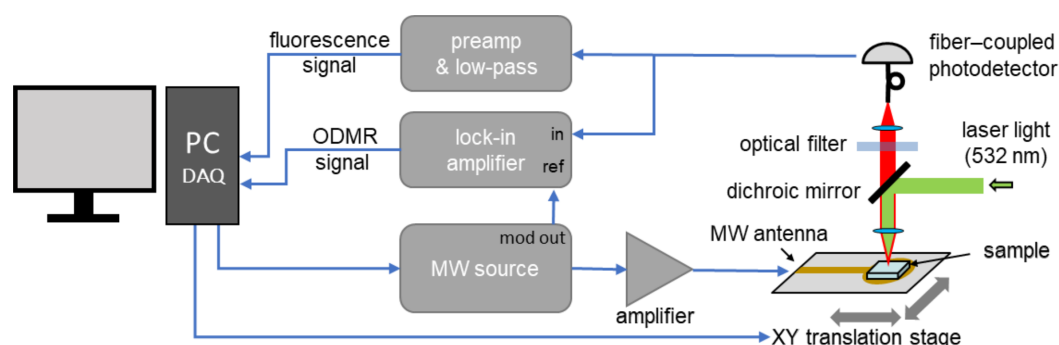 fluorescence
signal
preamp
& low-pass
fiber–coupled
photodetector
PC
DAQ
ODMR
signal
lock-in
amplifier
in
ref
optical filter
laser light
(532 nm)
dichroic mirror
mod out
MW source
amplifier
MW antenna
sample
XY translation stage